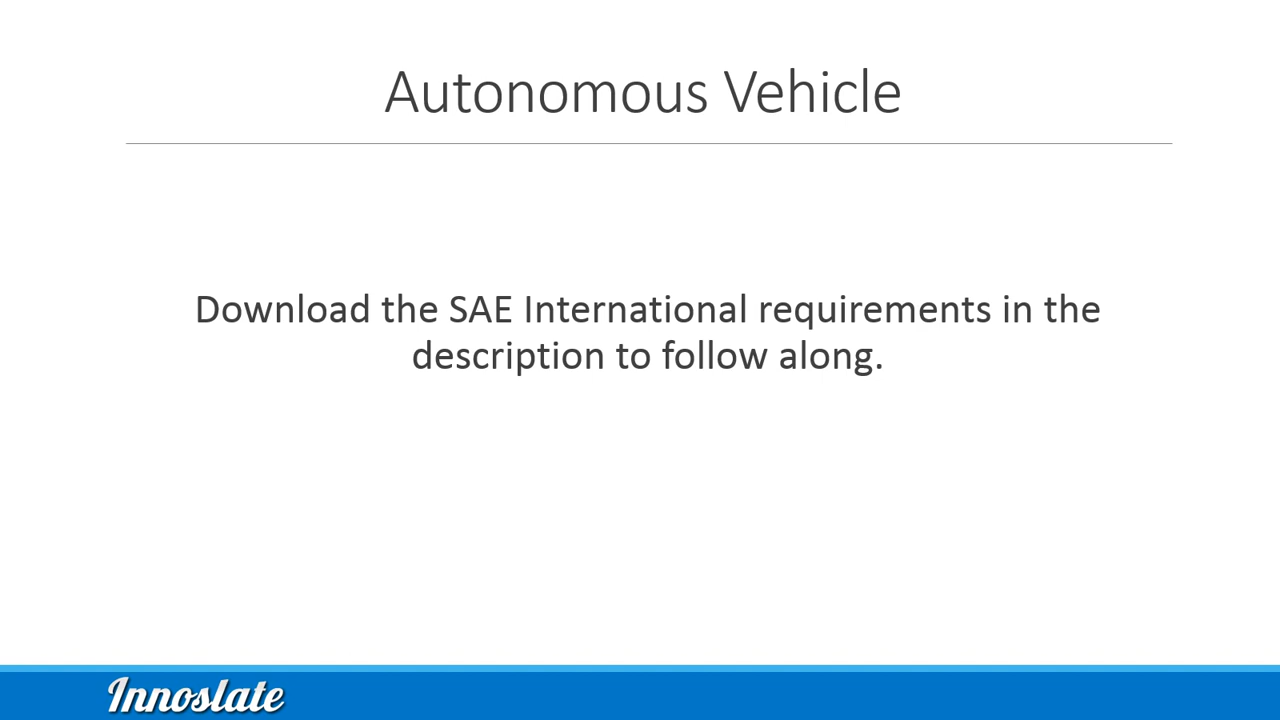 Autonomous Vehicle
Download the SAE International requirements in the
description to follow along.
Innoslate